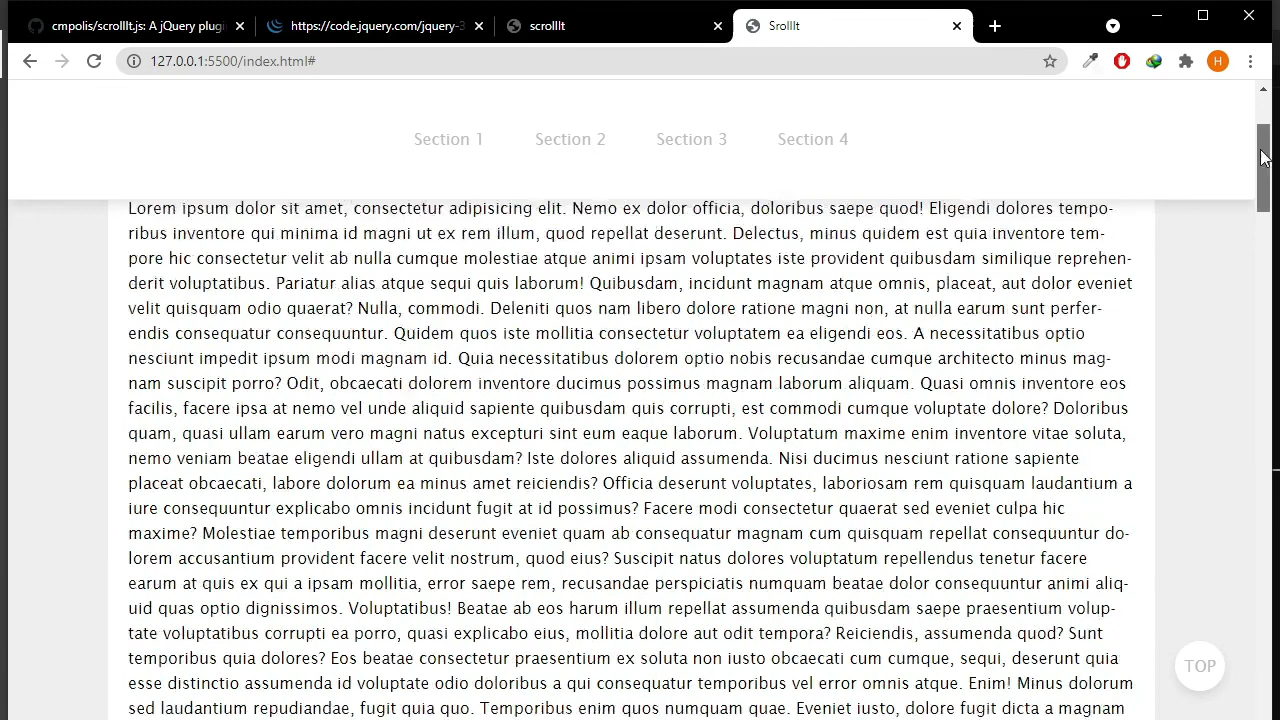 cmpolis/scrollIt.js: A jQuery plugi
https://code.jquery.com/jquery-3
scrollIt
SrollIt
127.0.0.1:5500/index.html#
H
Section 1
Section 2
Section 3
Section 4
Lorem ipsum dolor sit amet, consectetur adipisicing elit. Nemo ex dolor officia, doloribus saepe quod! Eligendi dolores tempo-
ribus inventore qui minima id magni ut ex rem illum, quod repellat deserunt. Delectus, minus quidem est quia inventore tem-
pore hic consectetur velit ab nulla cumque molestiae atque animi ipsam voluptates iste provident quibusdam similique reprehen-
derit voluptatibus. Pariatur alias atque sequi quis laborum! Quibusdam, incidunt magnam atque omnis, placeat, aut dolor eveniet
velit quisquam odio quaerat? Nulla, commodi. Deleniti quos nam libero dolore ratione magni non, at nulla earum sunt perfer-
endis consequatur consequuntur. Quidem quos iste mollitia consectetur voluptatem ea eligendi eos. A necessitatibus optio
nesciunt impedit ipsum modi magnam id. Quia necessitatibus dolorem optio nobis recusandae cumque architecto minus mag-
nam suscipit porro? Odit, obcaecati dolorem inventore ducimus possimus magnam laborum aliquam. Quasi omnis inventore eos
facilis, facere ipsa at nemo vel unde aliquid sapiente quibusdam quis corrupti, est commodi cumque voluptate dolore? Doloribus
quam, quasi ullam earum vero magni natus excepturi sint eum eaque laborum. Voluptatum maxime enim inventore vitae soluta,
nemo veniam beatae eligendi ullam at quibusdam? Iste dolores aliquid assumenda. Nisi ducimus nesciunt ratione sapiente
placeat obcaecati, labore dolorum ea minus amet reiciendis? Officia deserunt voluptates, laboriosam rem quisquam laudantium a
iure consequuntur explicabo omnis incidunt fugit at id possimus? Facere modi consectetur quaerat sed eveniet culpa hic
maxime? Molestiae temporibus magni deserunt eveniet quam ab consequatur magnam cum quisquam repellat consequuntur do-
lorem accusantium provident facere velit nostrum, quod eius? Suscipit natus dolores voluptatum repellendus tenetur facere
earum at quis ex qui a ipsam mollitia, error saepe rem, recusandae perspiciatis numquam beatae dolor consequuntur animi aliq-
uid quas optio dignissimos. Voluptatibus! Beatae ab eos harum illum repellat assumenda quibusdam saepe praesentium volup-
tate voluptatibus corrupti ea porro, quasi explicabo eius, mollitia dolore aut odit tempora? Reiciendis, assumenda quod? Sunt
temporibus quia dolores? Eos beatae consectetur praesentium ex soluta non iusto obcaecati cum cumque, sequi, deserunt quia
esse distinctio assumenda id voluptate odio doloribus a qui consequatur temporibus vel error omnis atque. Enim! Minus dolorum
sed laudantium repudiandae, fugit quia quo. Temporibus enim quos numquam quae. Eveniet iusto, dolore fugit dicta a magnam
TOP